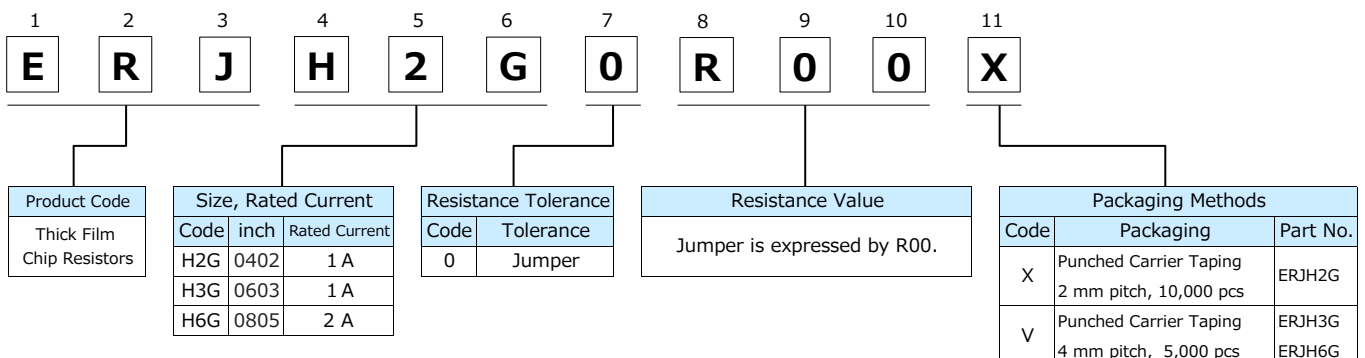 1 2 3 4 5 6 7 8 9 10 11
E R J H 2 G 0 R 0 0 X
Product Code
Thick Film
Chip Resistors
Size, Rated Current
Code inch Rated Current
H2G 0402 1 A
H3G 0603 1 A
H6G 0805 2 A
Resistance Tolerance
Code Tolerance
0 Jumper
Resistance Value
Jumper is expressed by R00.
Packaging Methods
Code Packaging Part No.
X Punched Carrier Taping
2 mm pitch, 10,000 pcs ERJH2G
V Punched Carrier Taping ERJH3G
4 mm pitch, 5,000 pcs ERJH6G